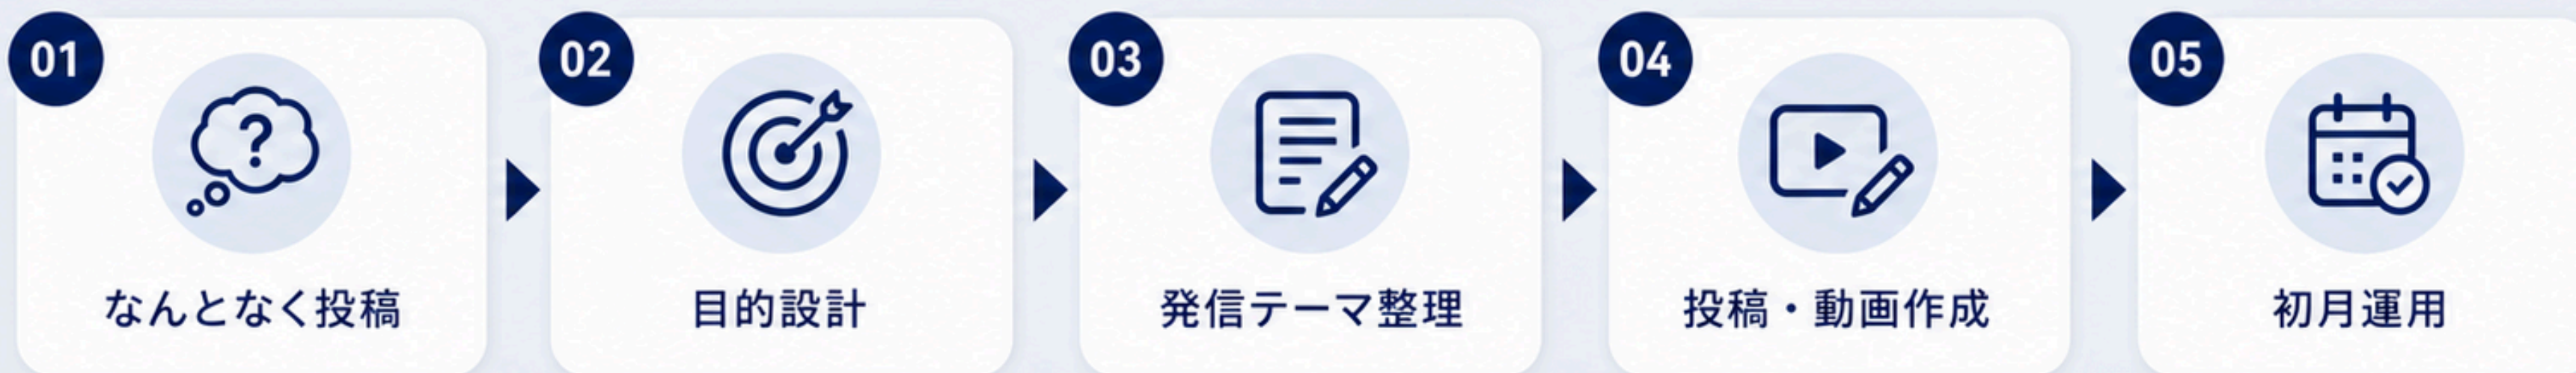 01
なんとなく投稿
02
目的設計
03
発信テーマ整理
04
投稿・動画作成
05
初月運用